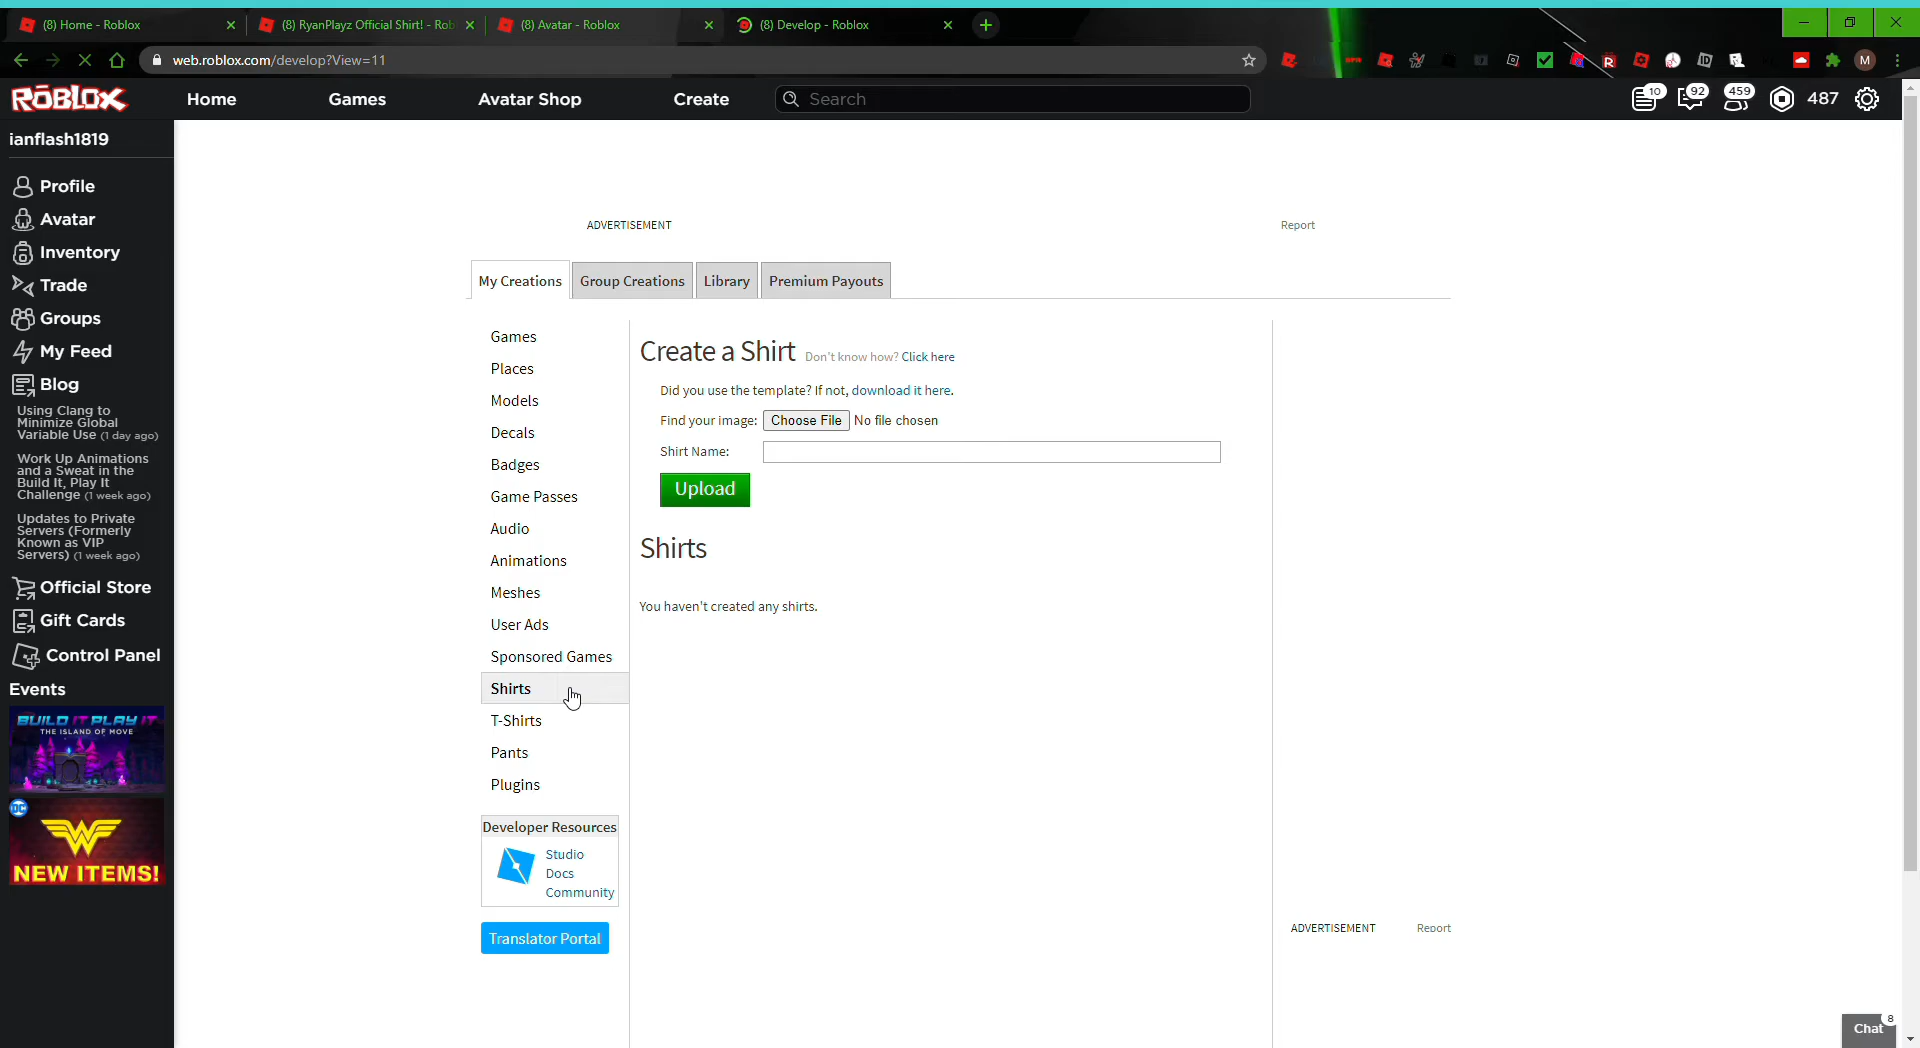 (8) Home - Roblox
(8) RyanPlayz Official Shirt! - Rob
(8) Avatar - Roblox
(8) Develop - Roblox
web.roblox.com/develop?View=11
M
ROBLOX
Home
Games
Avatar Shop
Create
Search
10
92
459
487
ianflash1819
Profile
Avatar
Inventory
Trade
Groups
My Feed
Blog
Using Clang to
Minimize Global
Variable Use (1 day ago)
Work Up Animations
and a Sweat in the
Build It, Play It
Challenge (1 week ago)
Updates to Private
Servers (Formerly
Known as VIP
Servers) (1 week ago)
Official Store
Gift Cards
Control Panel
Events
BUILD IT PLAY IT
THE ISLAND OF MOVE
DC
NEW ITEMS!
ADVERTISEMENT
Report
My Creations
Group Creations
Library
Premium Payouts
Games
Places
Models
Decals
Badges
Game Passes
Audio
Animations
Meshes
User Ads
Sponsored Games
Shirts
T-Shirts
Pants
Plugins
Developer Resources
Studio
Docs
Community
Translator Portal
Create a Shirt Don't know how? Click here
Did you use the template? If not, download it here.
Find your image: Choose File No file chosen
Shirt Name:
Upload
Shirts
You haven't created any shirts.
ADVERTISEMENT
Report
Chat
8